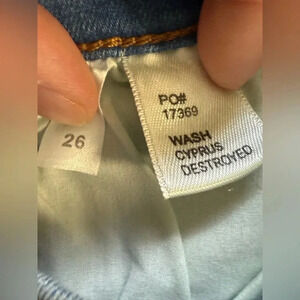 26
PO#
17369
WASH
CYPRUS
DESTROYED